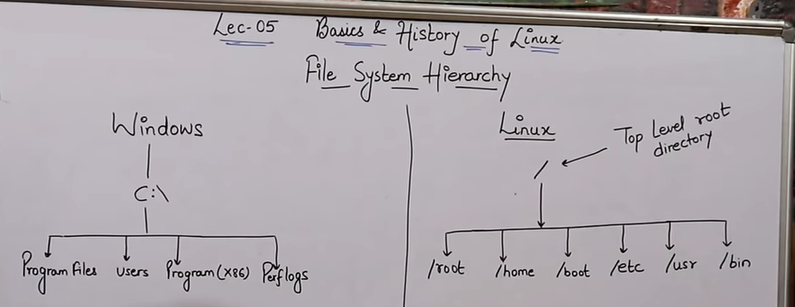 Lec-05 Basics & History of Linux
File System Hierarchy
Windows
C:\
Program Files users Program(x86) Perflogs
Linux
/
Top Level root
directory
/root /home /boot /etc /usr /bin